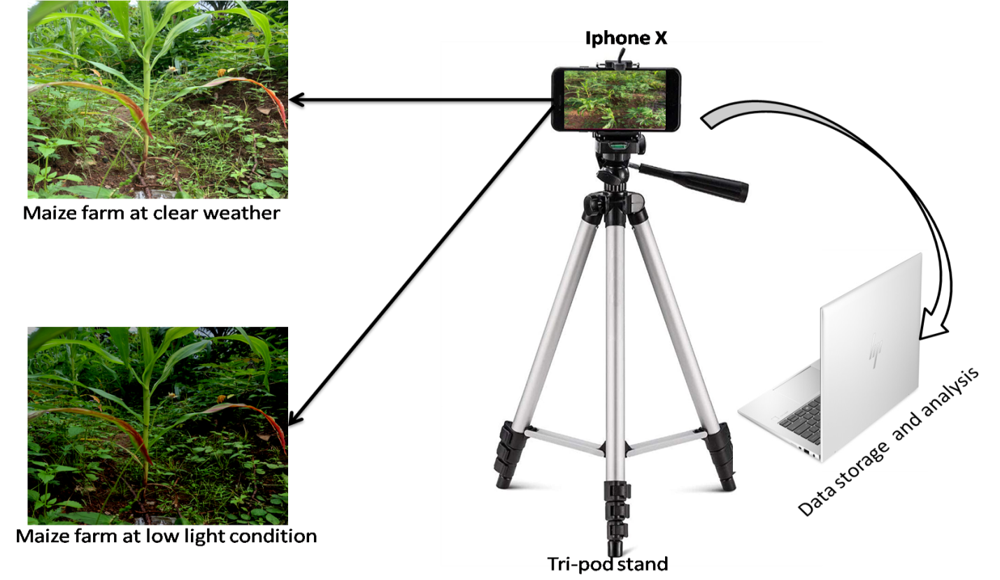 Iphone X
Maize farm at clear weather
hp
Data storage and analysis
Maize farm at low light condition
Tri-pod stand